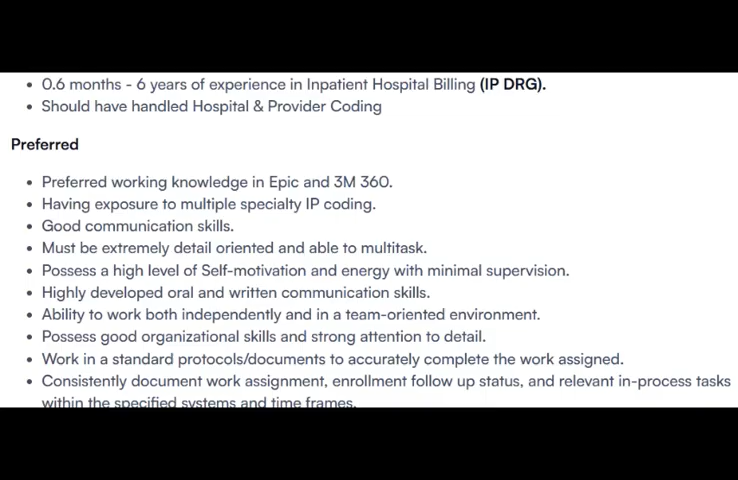 • 0.6 months - 6 years of experience in Inpatient Hospital Billing (IP DRG).
• Should have handled Hospital & Provider Coding
Preferred
• Preferred working knowledge in Epic and 3M 360.
• Having exposure to multiple specialty IP coding.
• Good communication skills.
• Must be extremely detail oriented and able to multitask.
• Possess a high level of Self-motivation and energy with minimal supervision.
• Highly developed oral and written communication skills.
• Ability to work both independently and in a team-oriented environment.
• Possess good organizational skills and strong attention to detail.
• Work in a standard protocols/documents to accurately complete the work assigned.
• Consistently document work assignment, enrollment follow up status, and relevant in-process tasks
within the specified systems and time frames.